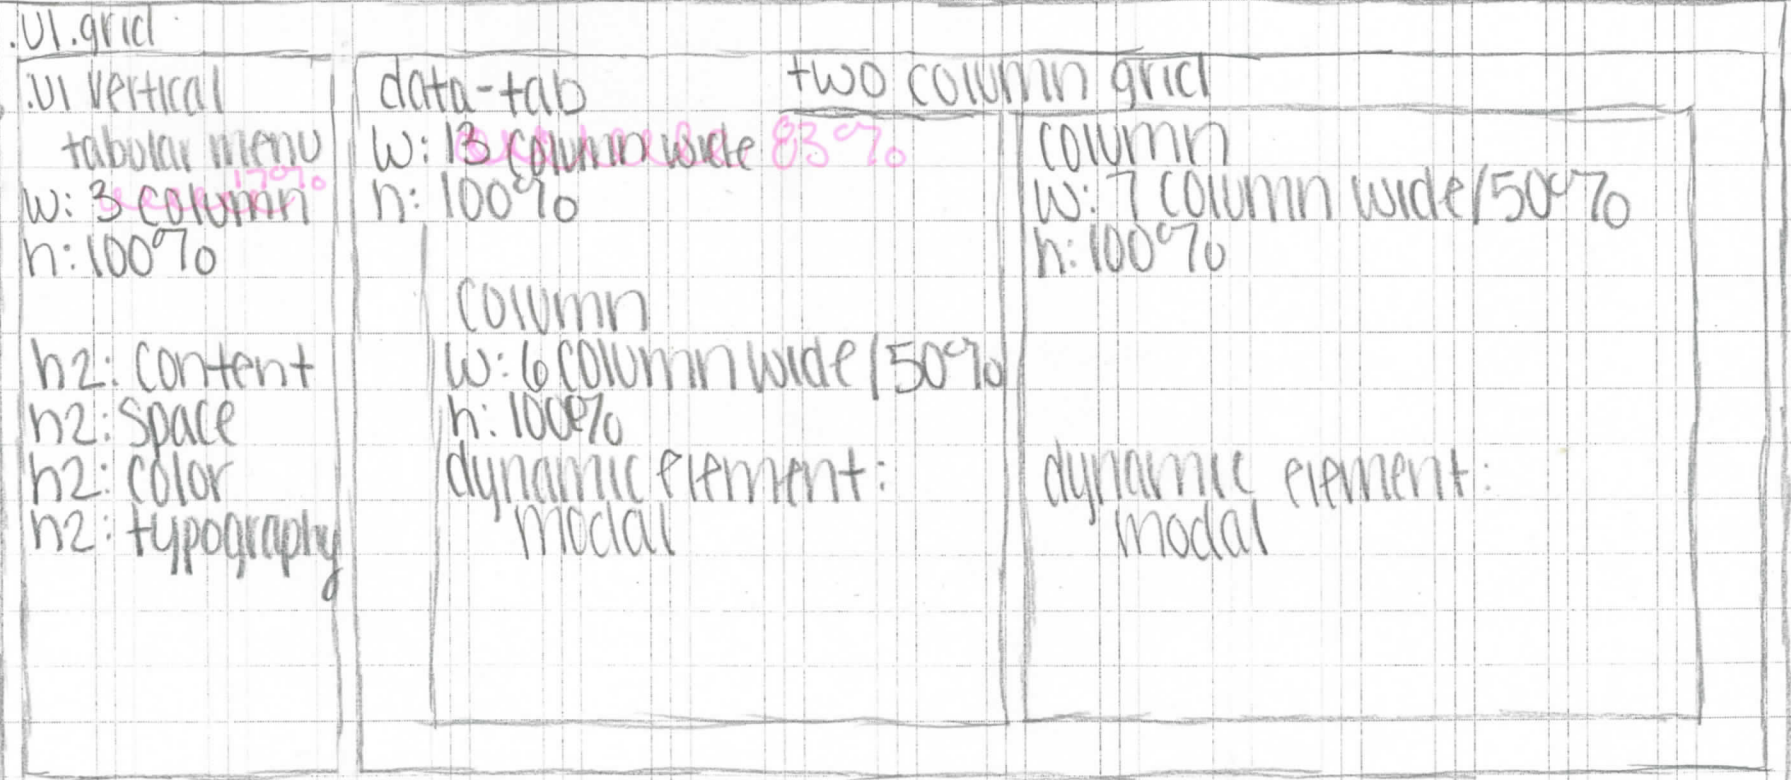 .UI.grid
.UI vertical
tabular menu
w: 3 column
17%
h: 100%
h2: content
h2: space
h2: color
h2: typography
data-tab
w: 13 column wide 83%
h: 100%
two column grid
column
w: 6 column wide / 50%
h: 100%
dynamic element:
modal
column
w: 7 column wide / 50%
h: 100%
dynamic element:
modal